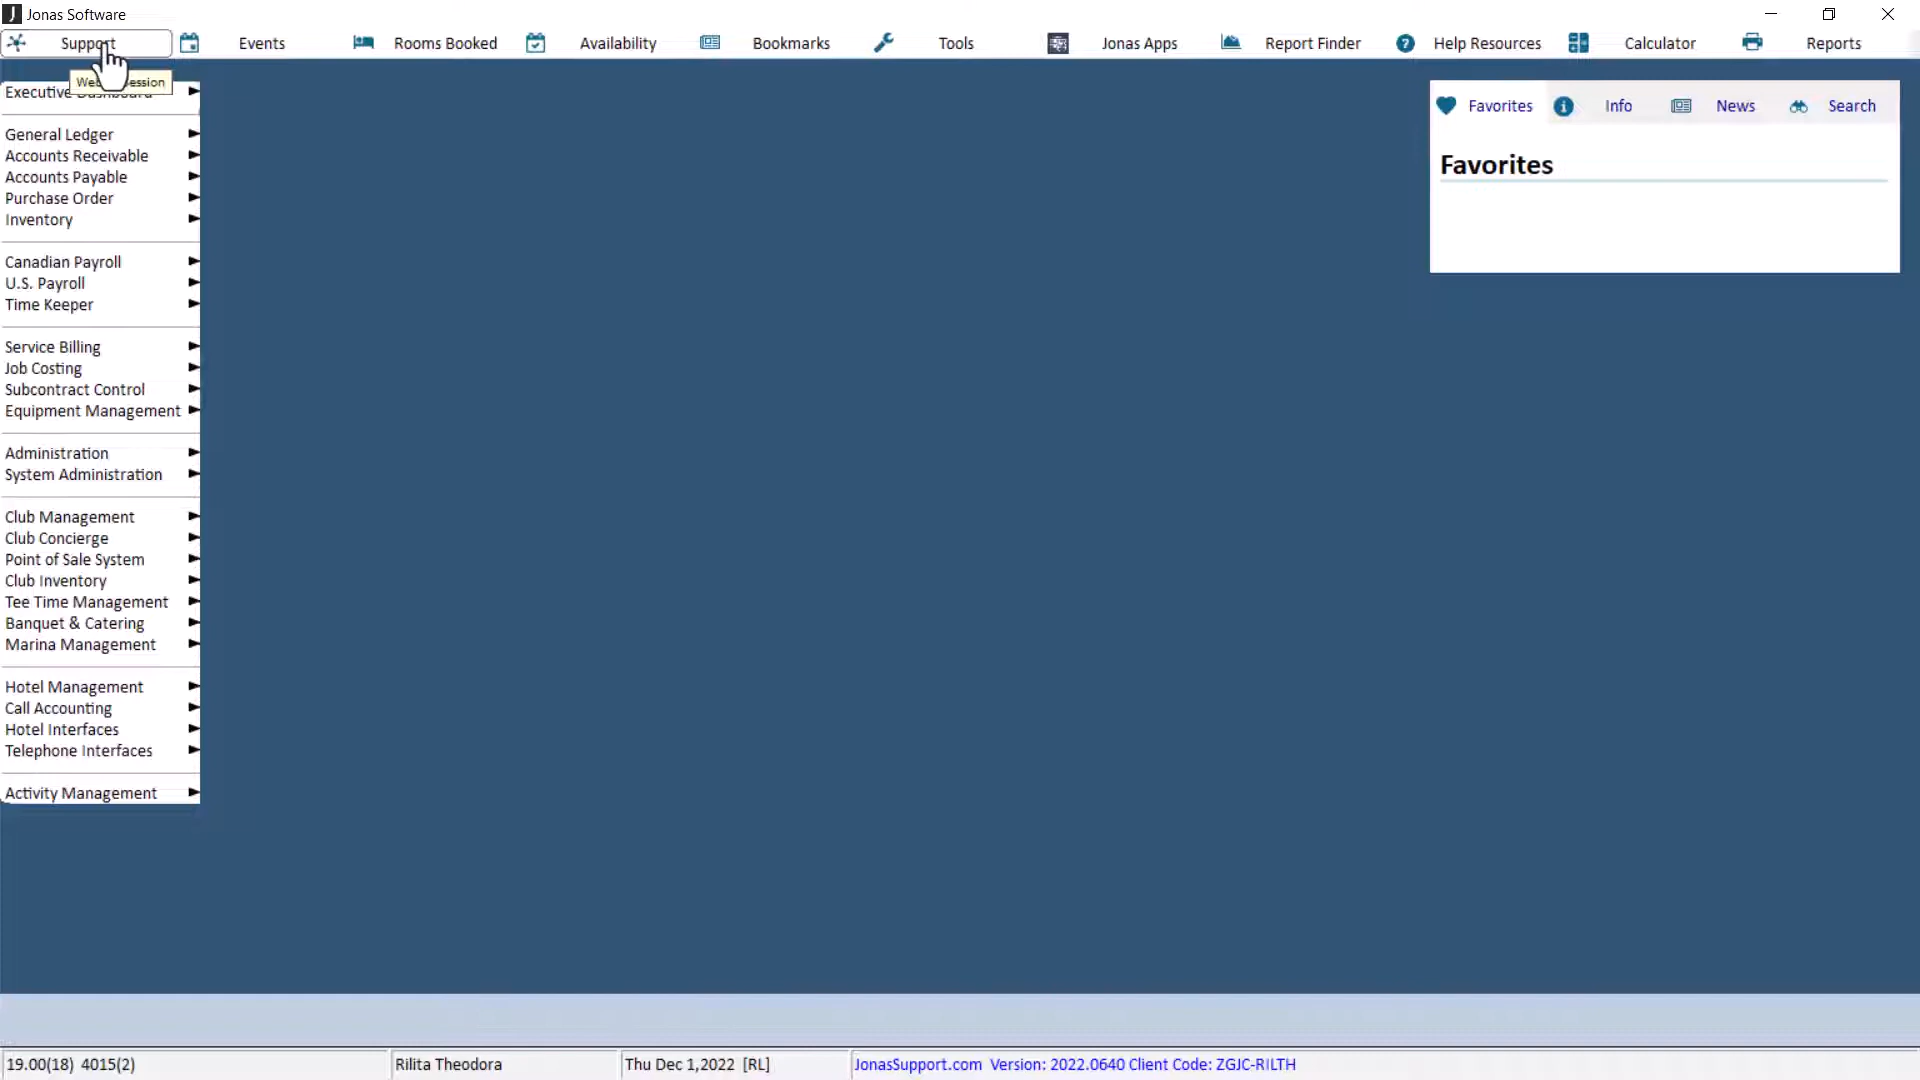 Jonas Software
Support Events Rooms Booked Availability Bookmarks Tools Jonas Apps Report Finder Help Resources Calculator Reports
Executive
General Ledger
Accounts Receivable
Accounts Payable
Purchase Order
Inventory
Canadian Payroll
U.S. Payroll
Time Keeper
Service Billing
Job Costing
Subcontract Control
Equipment Management
Administration
System Administration
Club Management
Club Concierge
Point of Sale System
Club Inventory
Tee Time Management
Banquet & Catering
Marina Management
Hotel Management
Call Accounting
Hotel Interfaces
Telephone Interfaces
Activity Management
Favorites Info News Search
Favorites
19.00(18) 4015(2) Rilita Theodora Thu Dec 1,2022 [RL] JonasSupport.com Version: 2022.0640 Client Code: ZGJC-RILTH